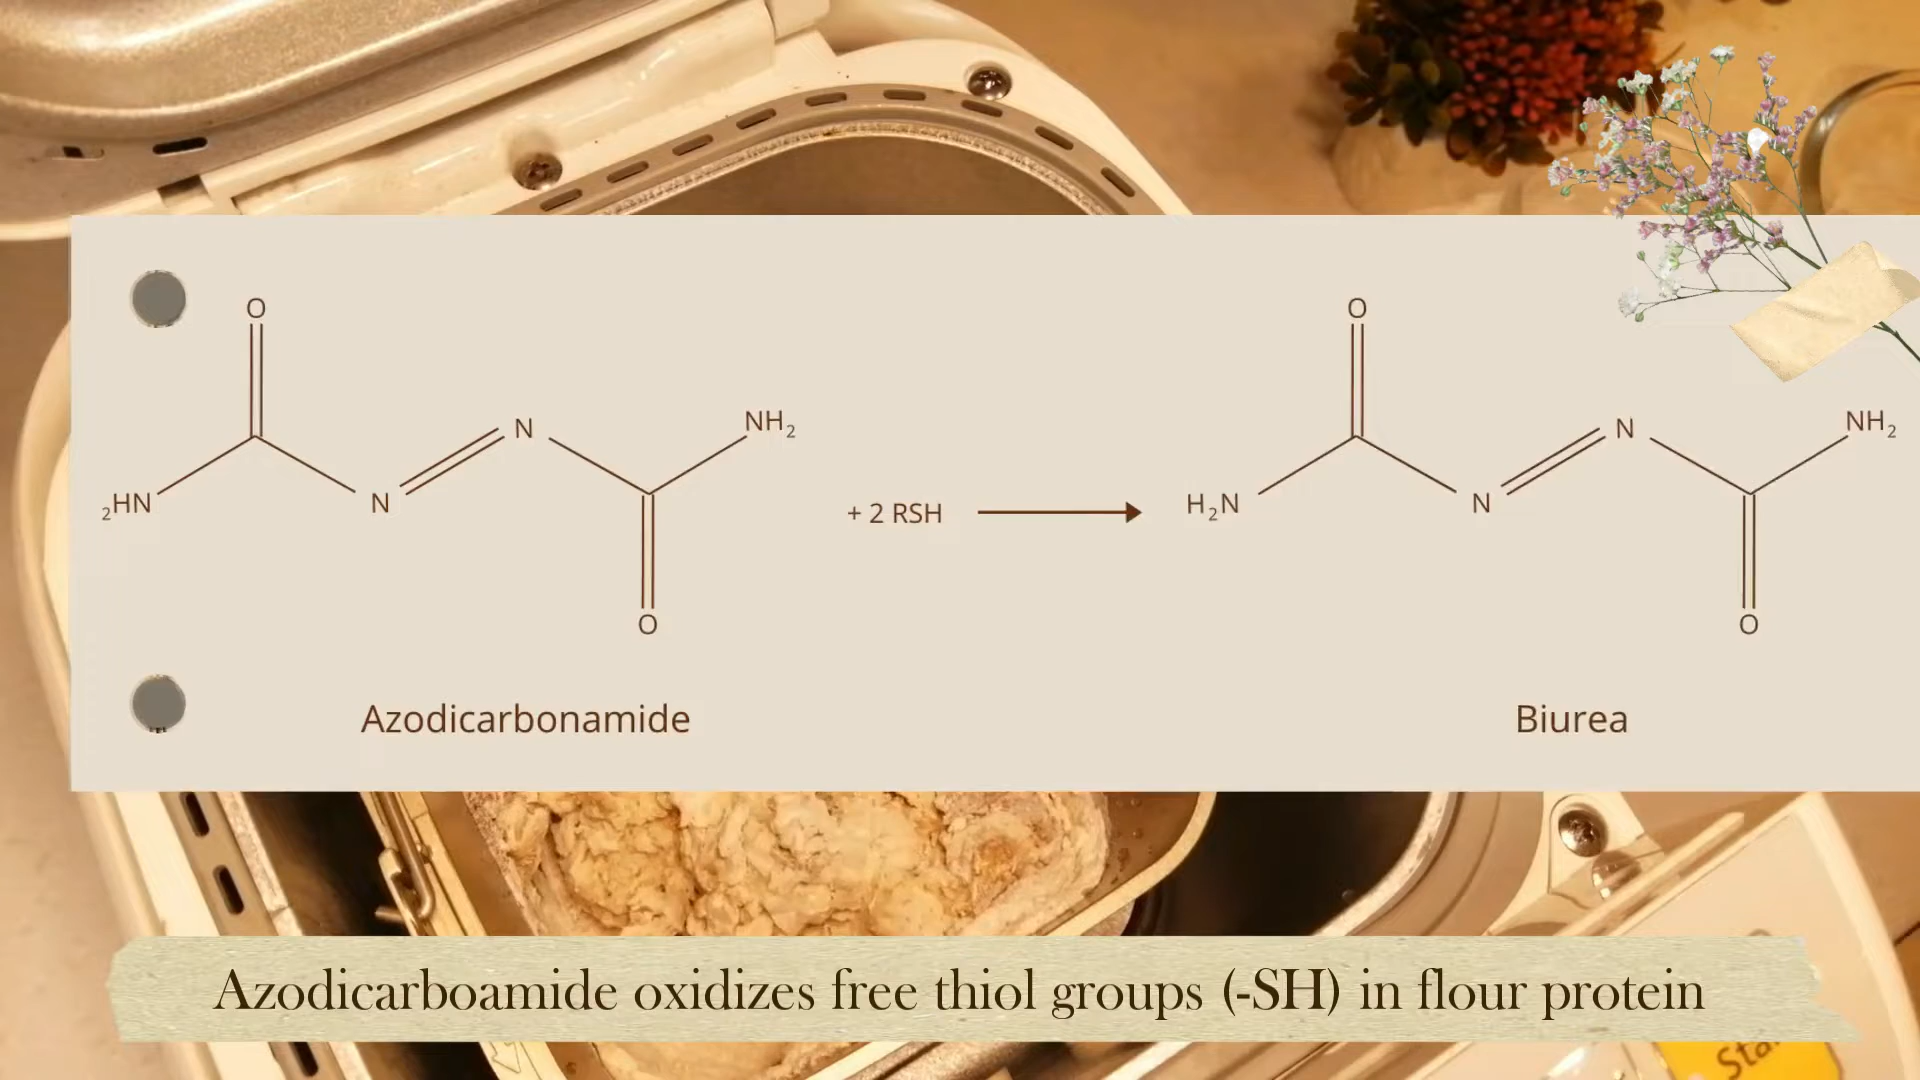 O
O
N
NH₂
N
NH₂
₂HN
N
+ 2 RSH
H₂N
N
O
O
Azodicarbonamide
Biurea
Azodicarboamide oxidizes free thiol groups (-SH) in flour protein